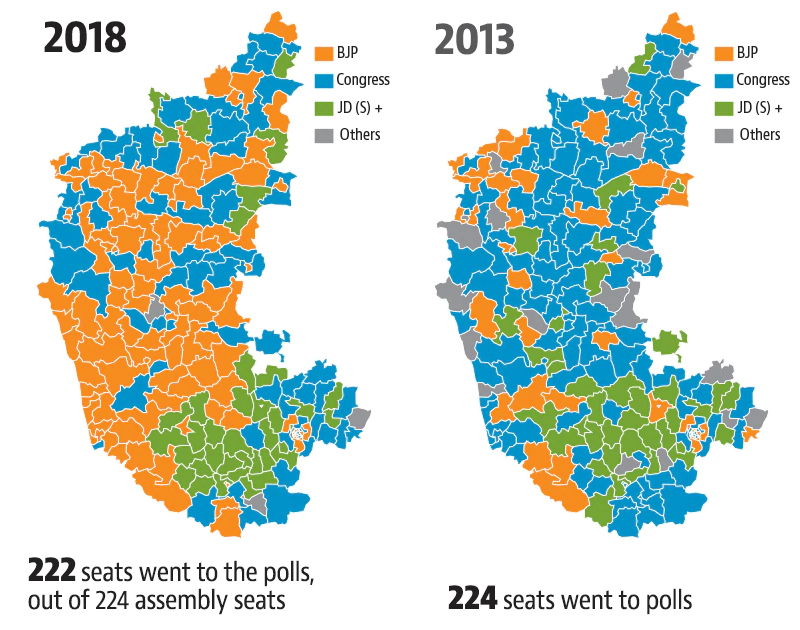 2018
BJP
Congress
JD (S) +
Others
222 seats went to the polls,
out of 224 assembly seats
2013
BJP
Congress
JD (S) +
Others
224 seats went to polls